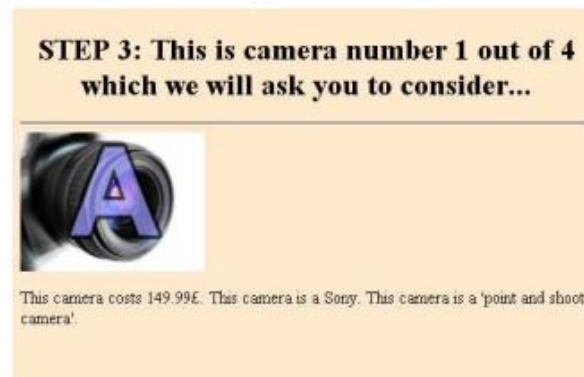 STEP 3: This is camera number 1 out of 4
which we will ask you to consider...
A
This camera costs 149.99£. This camera is a Sony. This camera is a 'point and shoot
camera'.